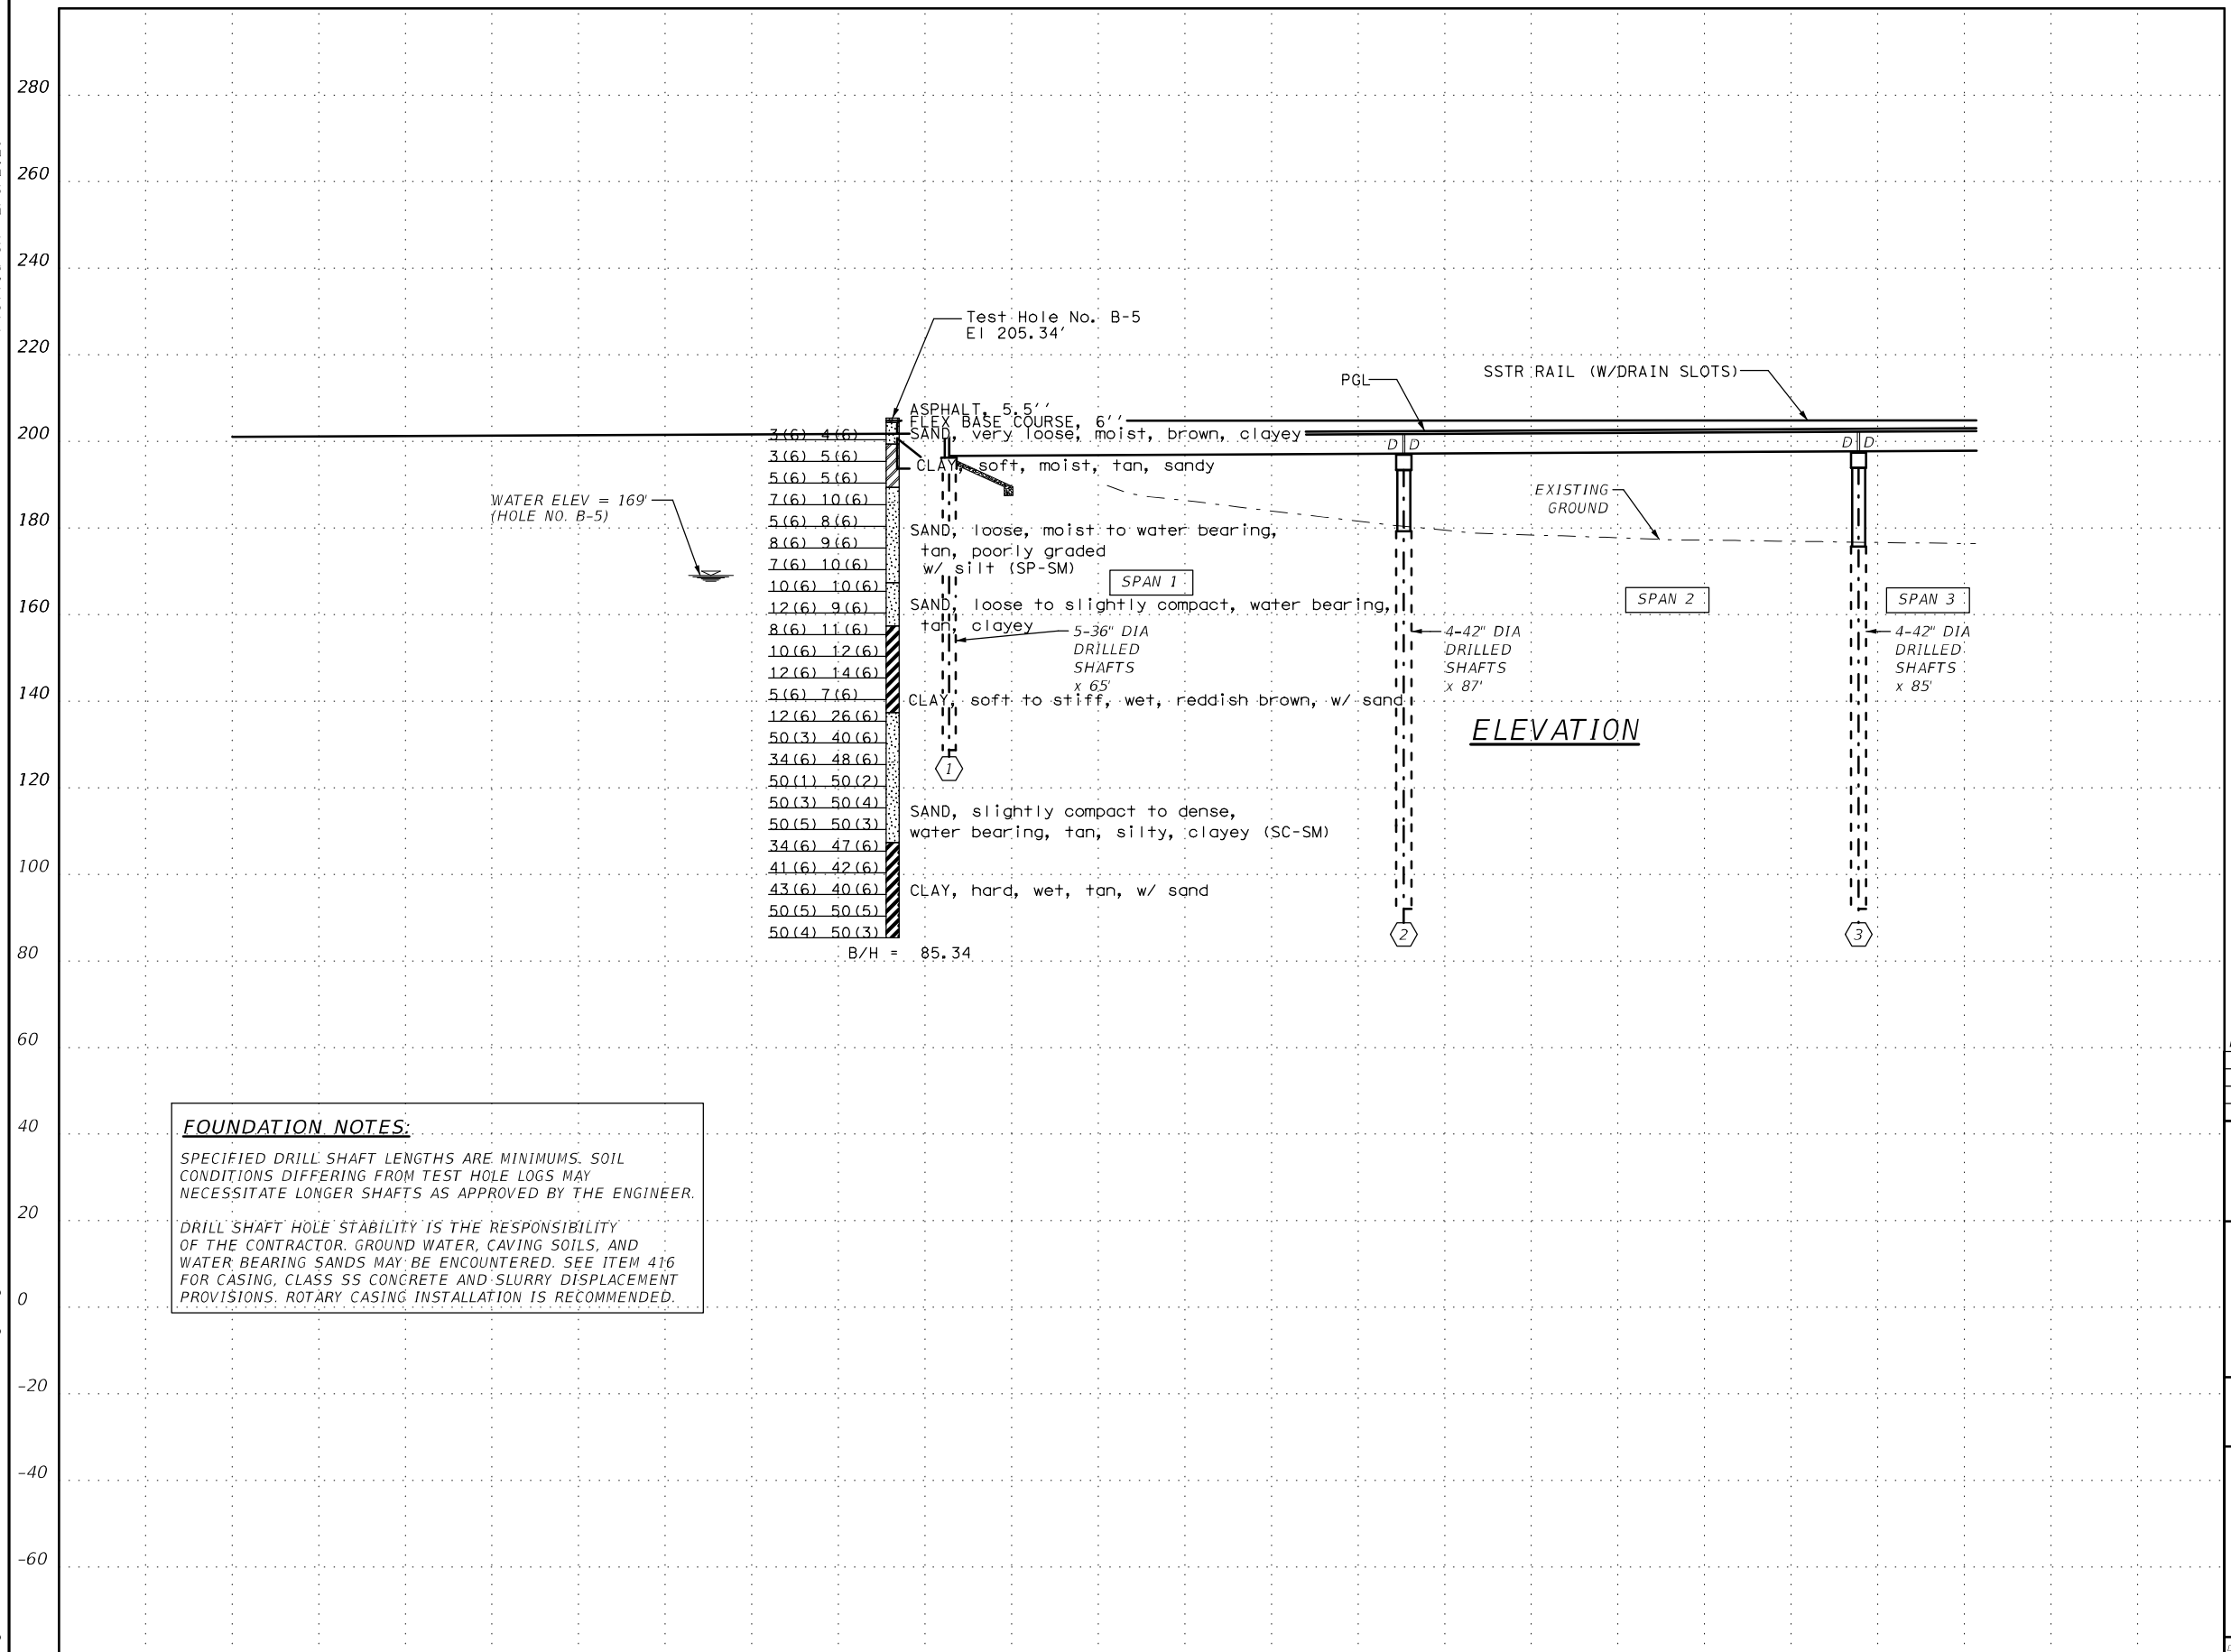 280
260
240
220
200
180
160
140
120
100
80
60
40
20
0
-20
-40
-60
Test Hole No. B-5
El 205.34'
PGL
SSTR RAIL (W/DRAIN SLOTS)
ASPHALT, 5.5''
FLEX BASE COURSE, 6''
SAND, very loose, moist, brown, clayey
CLAY, soft, moist, tan, sandy
D D
D D
WATER ELEV = 169'
(HOLE NO. B-5)
EXISTING
GROUND
SAND, loose, moist to water bearing,
tan, poorly graded
w/ silt (SP-SM)
SPAN 1
SPAN 2
SPAN 3
SAND, loose to slightly compact, water bearing,
tan, clayey
5-36" DIA
DRILLED
SHAFTS
x 65'
4-42" DIA
DRILLED
SHAFTS
x 87'
4-42" DIA
DRILLED
SHAFTS
x 85'
CLAY, soft to stiff, wet, reddish brown, w/ sand
ELEVATION
3(6) 4(6)
3(6) 5(6)
5(6) 5(6)
7(6) 10(6)
5(6) 8(6)
8(6) 9(6)
7(6) 10(6)
10(6) 10(6)
12(6) 9(6)
8(6) 11(6)
10(6) 12(6)
12(6) 14(6)
5(6) 7(6)
12(6) 26(6)
50(3) 40(6)
34(6) 48(6)
50(1) 50(2)
50(3) 50(4)
50(5) 50(3)
34(6) 47(6)
41(6) 42(6)
43(6) 40(6)
50(5) 50(5)
50(4) 50(3)
1
2
3
SAND, slightly compact to dense,
water bearing, tan, silty, clayey (SC-SM)
CLAY, hard, wet, tan, w/ sand
B/H = 85.34
FOUNDATION NOTES:
SPECIFIED DRILL SHAFT LENGTHS ARE MINIMUMS. SOIL
CONDITIONS DIFFERING FROM TEST HOLE LOGS MAY
NECESSITATE LONGER SHAFTS AS APPROVED BY THE ENGINEER.
DRILL SHAFT HOLE STABILITY IS THE RESPONSIBILITY
OF THE CONTRACTOR. GROUND WATER, CAVING SOILS, AND
WATER BEARING SANDS MAY BE ENCOUNTERED. SEE ITEM 416
FOR CASING, CLASS SS CONCRETE AND SLURRY DISPLACEMENT
PROVISIONS. ROTARY CASING INSTALLATION IS RECOMMENDED.